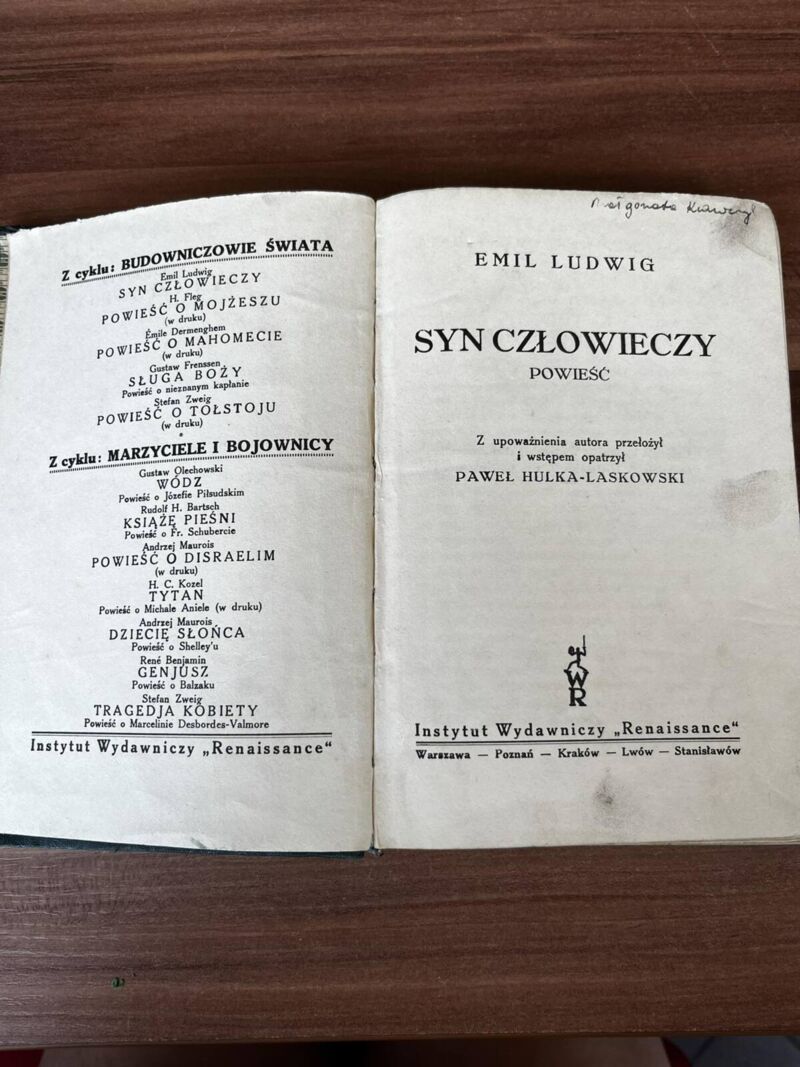 Z cyklu: BUDOWNICZOWIE ŚWIATA
Emil Ludwig
SYN CZŁOWIECZY
H. Fleg
POWIEŚĆ O MOJŻESZU
(w druku)
Émile Dermenghem
POWIEŚĆ O MAHOMECIE
(w druku)
Gustaw Frenssen
SŁUGA BOŻY
Powieść o nieznanym kapłanie
Stefan Zweig
POWIEŚĆ O TOŁSTOJU
(w druku)
Z cyklu: MARZYCIELE I BOJOWNICY
Gustaw Olechowski
WÓDZ
Powieść o Józefie Piłsudskim
Rudolf H. Bartsch
KSIĄŻĘ PIEŚNI
Powieść o Fr. Schubercie
Andrzej Maurois
POWIEŚĆ O DISRAELIM
(w druku)
H. C. Kozel
TYTAN
Powieść o Michale Aniele (w druku)
Andrzej Maurois
DZIECIĘ SŁOŃCA
Powieść o Shelley'u
René Benjamin
GENJUSZ
Powieść o Balzaku
Stefan Zweig
TRAGEDJA KOBIETY
Powieść o Marcelinie Desbordes-Valmore
Instytut Wydawniczy „Renaissance“
EMIL LUDWIG
SYN CZŁOWIECZY
POWIEŚĆ
Z upoważnienia autora przełożył
i wstępem opatrzył
PAWEŁ HULKA-LASKOWSKI
IWR
Instytut Wydawniczy „Renaissance“
Warszawa — Poznań — Kraków — Lwów — Stanisławów